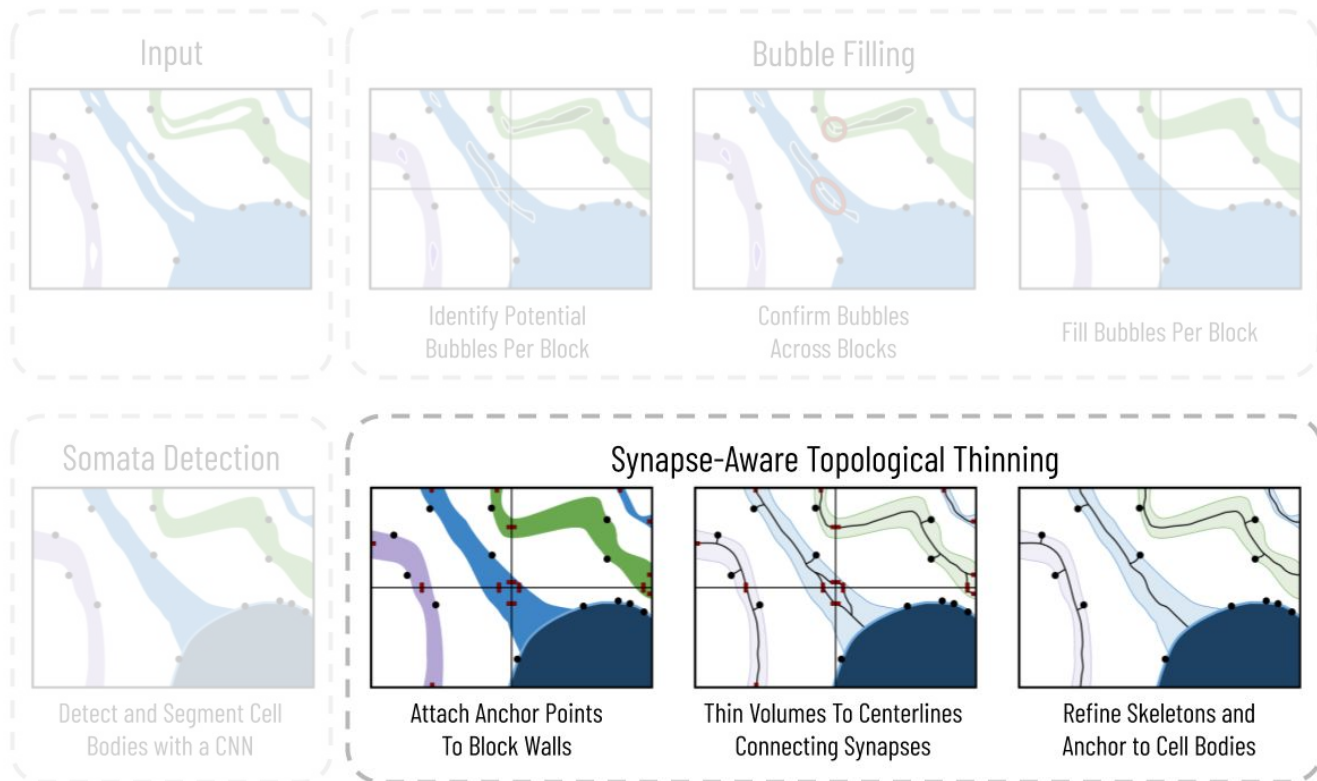 Input
Bubble Filling
Identify Potential
Bubbles Per Block
Confirm Bubbles
Across Blocks
Fill Bubbles Per Block
Somata Detection
Detect and Segment Cell
Bodies with a CNN
Synapse-Aware Topological Thinning
Attach Anchor Points
To Block Walls
Thin Volumes To Centerlines
Connecting Synapses
Refine Skeletons and
Anchor to Cell Bodies